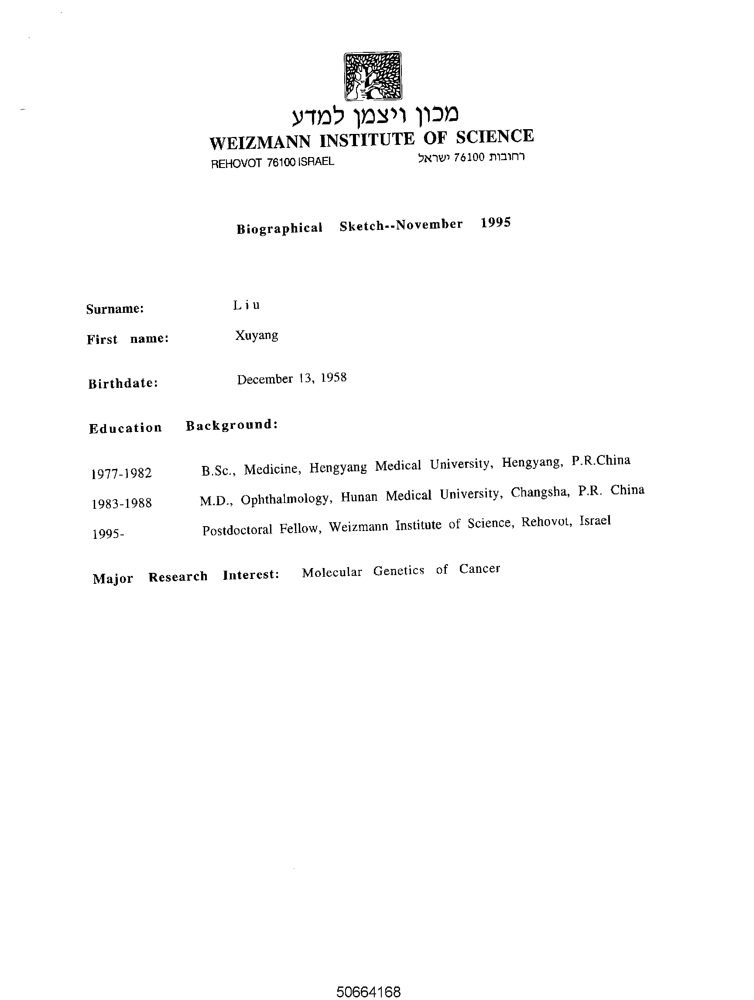 מכון ויצמן למדע
WEIZMANN INSTITUTE OF SCIENCE
REHOVOT 76100 ISRAEL רחובות 76100 ישראל
Biographical Sketch--November 1995
Surname: Liu
First name: Xuyang
Birthdate: December 13, 1958
Education Background:
1977-1982 B.Sc., Medicine, Hengyang Medical University, Hengyang, P.R.China
1983-1988 M.D., Ophthalmology, Hunan Medical University, Changsha, P.R. China
1995- Postdoctoral Fellow, Weizmann Institute of Science, Rehovot, Israel
Major Research Interest: Molecular Genetics of Cancer
50664168